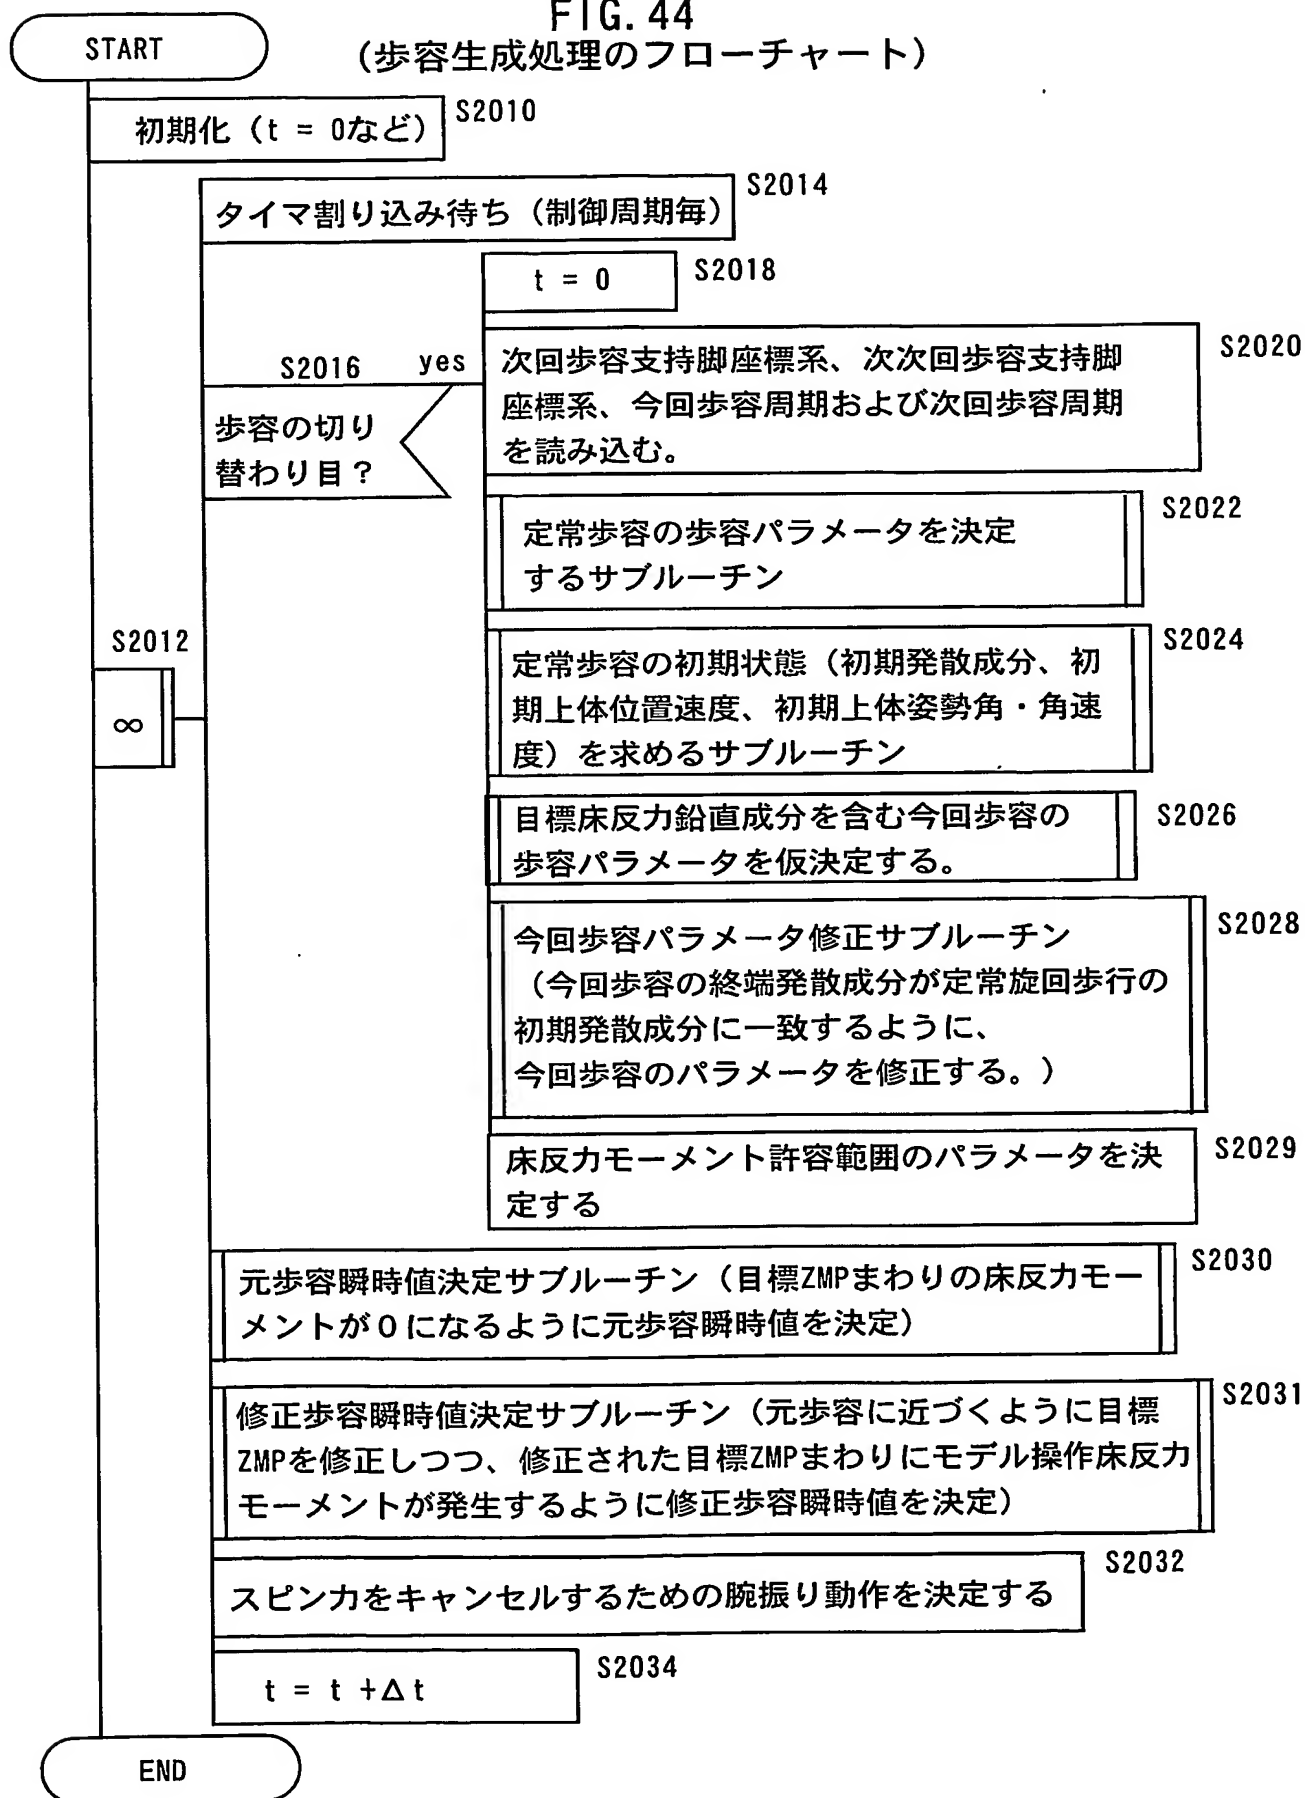 FIG. 44
(歩容生成処理のフローチャート)
START
初期化（t = 0など）
S2010
タイマ割り込み待ち（制御周期毎）
S2014
t = 0
S2018
S2016
yes
歩容の切り
替わり目？
次回歩容支持脚座標系、次次回歩容支持脚
座標系、今回歩容周期および次回歩容周期
を読み込む。
S2020
定常歩容の歩容パラメータを決定
するサブルーチン
S2022
S2012
∞
定常歩容の初期状態（初期発散成分、初
期上体位置速度、初期上体姿勢角・角速
度）を求めるサブルーチン
S2024
目標床反力鉛直成分を含む今回歩容の
歩容パラメータを仮決定する。
S2026
今回歩容パラメータ修正サブルーチン
（今回歩容の終端発散成分が定常旋回歩行の
初期発散成分に一致するように、
今回歩容のパラメータを修正する。）
S2028
床反力モーメント許容範囲のパラメータを決
定する
S2029
元歩容瞬時値決定サブルーチン（目標ZMPまわりの床反力モー
メントが０になるように元歩容瞬時値を決定）
S2030
修正歩容瞬時値決定サブルーチン（元歩容に近づくように目標
ZMPを修正しつつ、修正された目標ZMPまわりにモデル操作床反力
モーメントが発生するように修正歩容瞬時値を決定）
S2031
スピン力をキャンセルするための腕振り動作を決定する
S2032
t = t +Δt
S2034
END